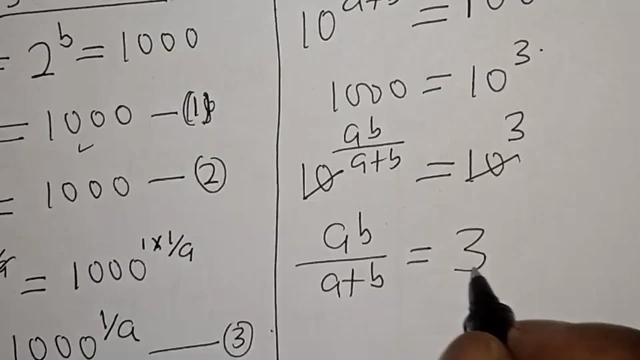 = 2^b = 1000
= 1000 — (1)
= 1000 — (2)
= 1000^{1×1/a}
1000^{1/a} — (3)
10^{a+b} = 100
1000 = 10^3.
10^{ab/(a+b)} = 10^3
ab/(a+b) = 3